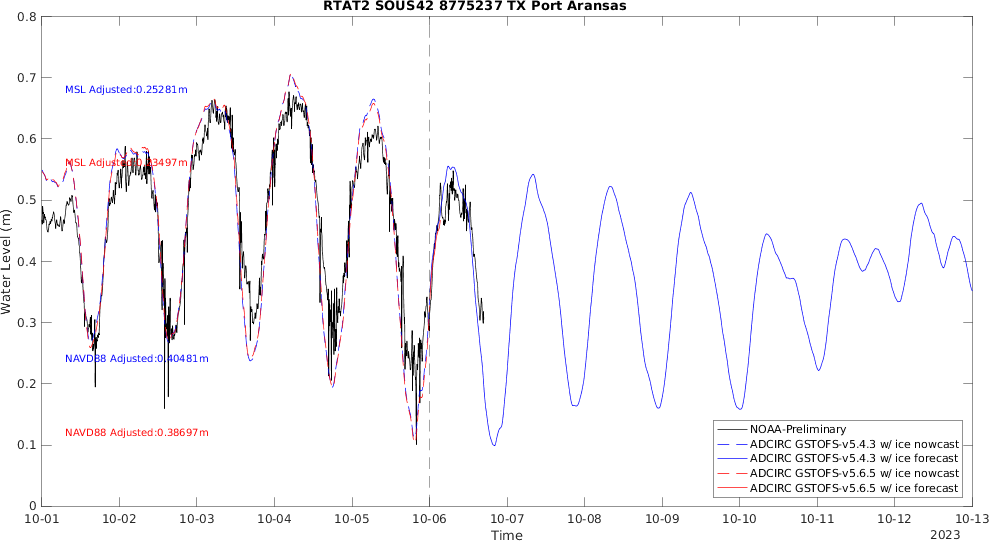 RTAT2 SOUS42 8775237 TX Port Aransas
0.8
0.7
0.6
0.5
0.4
0.3
0.2
0.1
0
Water Level (m)
MSL Adjusted:0.25281m
MSL Adjusted:0.23497m
NAVD88 Adjusted:0.40481m
NAVD88 Adjusted:0.38697m
NOAA-Preliminary
ADCIRC GSTOFS-v5.4.3 w/ ice nowcast
ADCIRC GSTOFS-v5.4.3 w/ ice forecast
ADCIRC GSTOFS-v5.6.5 w/ ice nowcast
ADCIRC GSTOFS-v5.6.5 w/ ice forecast
10-01 10-02 10-03 10-04 10-05 10-06 10-07 10-08 10-09 10-10 10-11 10-12 10-13
Time
2023